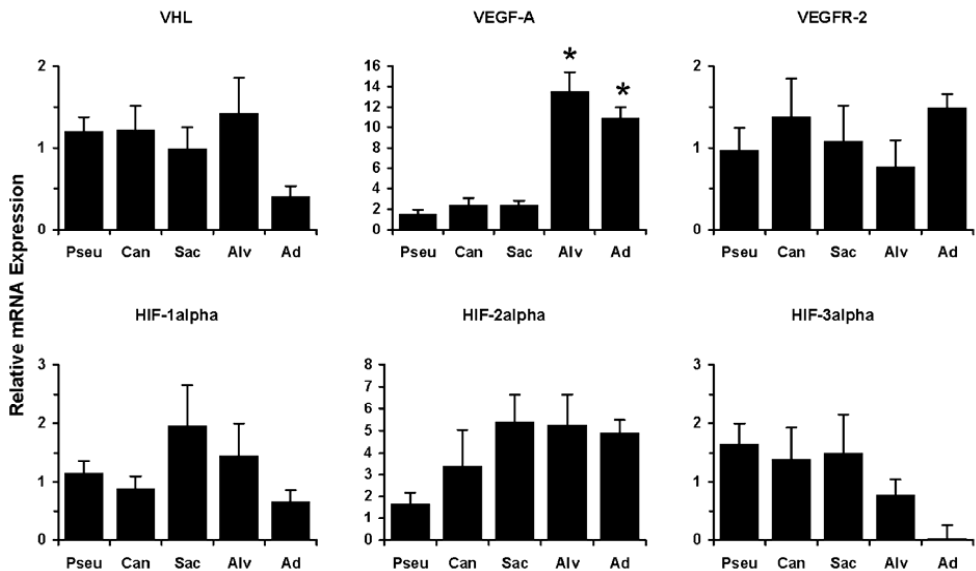 VHL
VEGF-A
VEGFR-2
2
1
0
Pseu Can Sac Alv Ad
16
14
12
10
8
6
4
2
0
* *
Pseu Can Sac Alv Ad
2
1
0
Pseu Can Sac Alv Ad
Relative mRNA Expression
HIF-1alpha
HIF-2alpha
HIF-3alpha
3
2
1
0
Pseu Can Sac Alv Ad
8
7
6
5
4
3
2
1
0
Pseu Can Sac Alv Ad
3
2
1
0
Pseu Can Sac Alv Ad